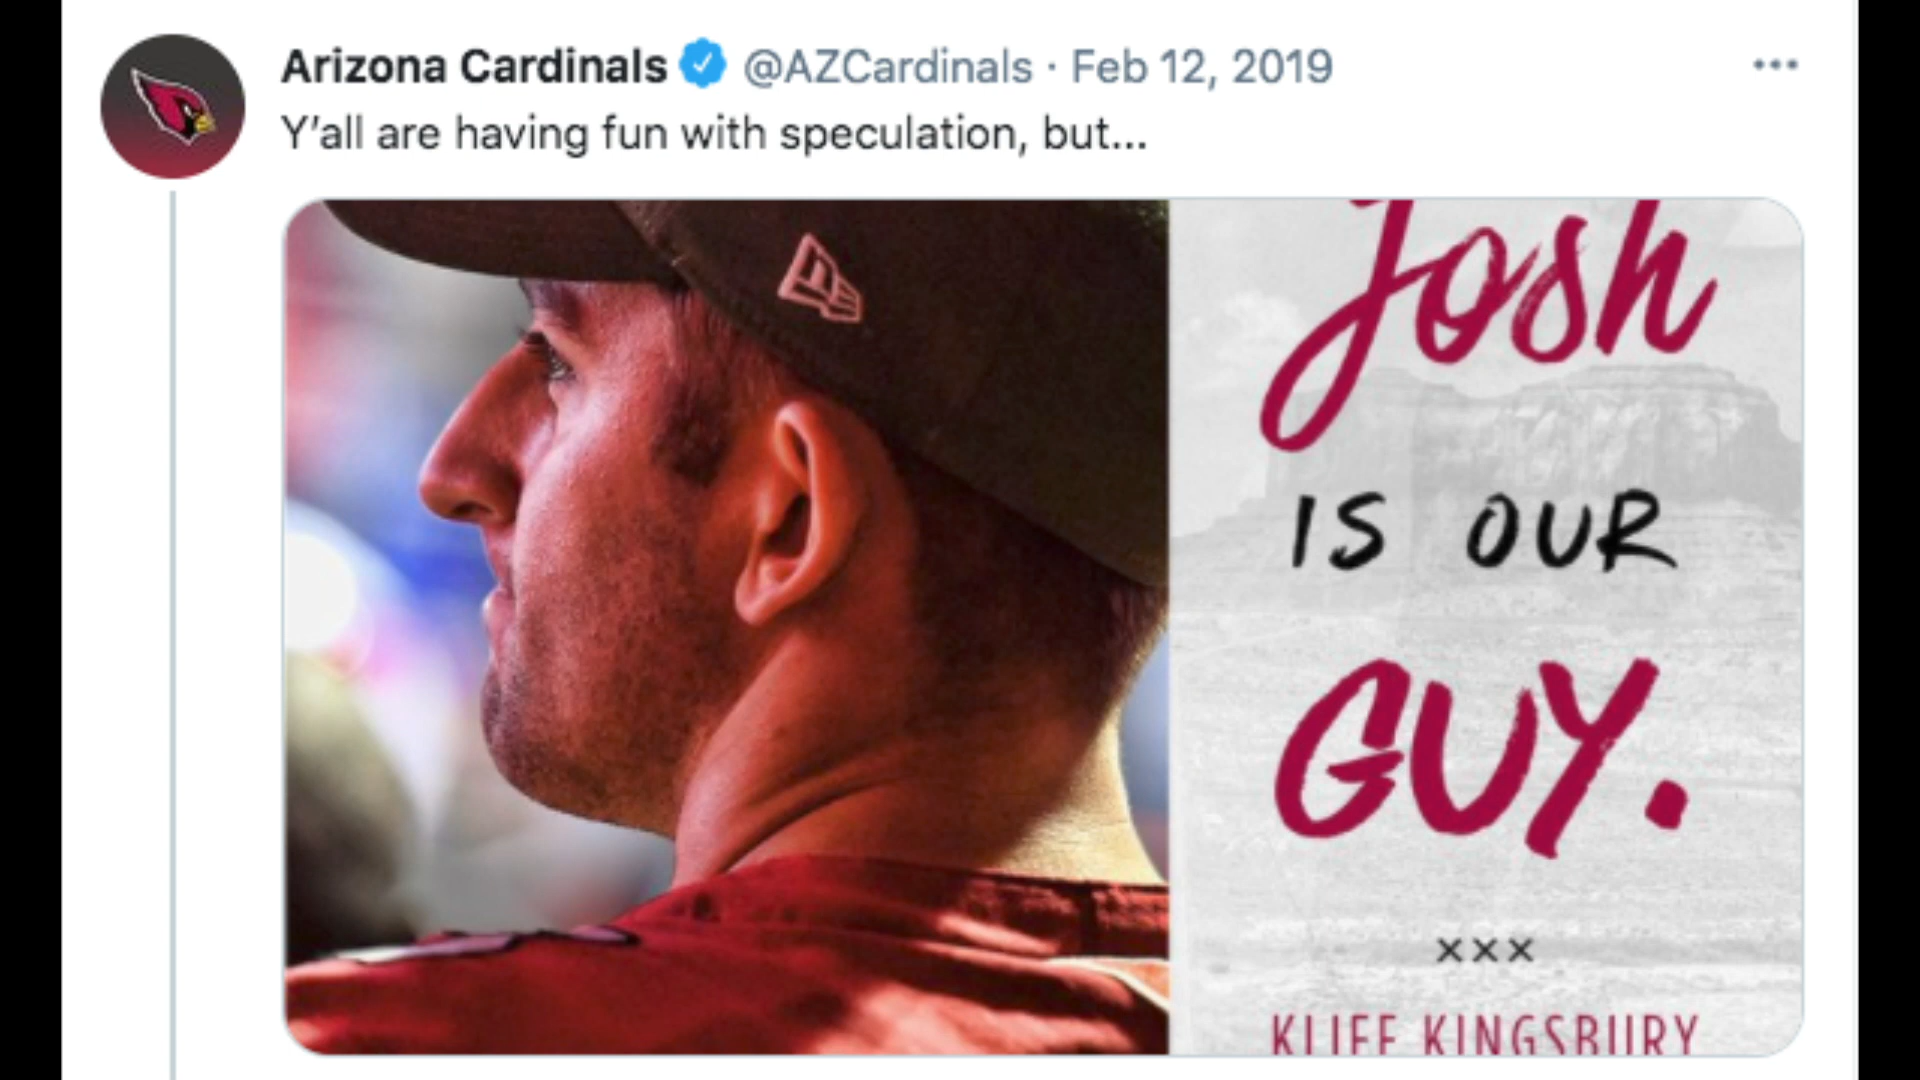 Arizona Cardinals @AZCardinals · Feb 12, 2019
Y'all are having fun with speculation, but...
Josh
IS OUR
GUY.
xxx
KLIFF KINGSBURY